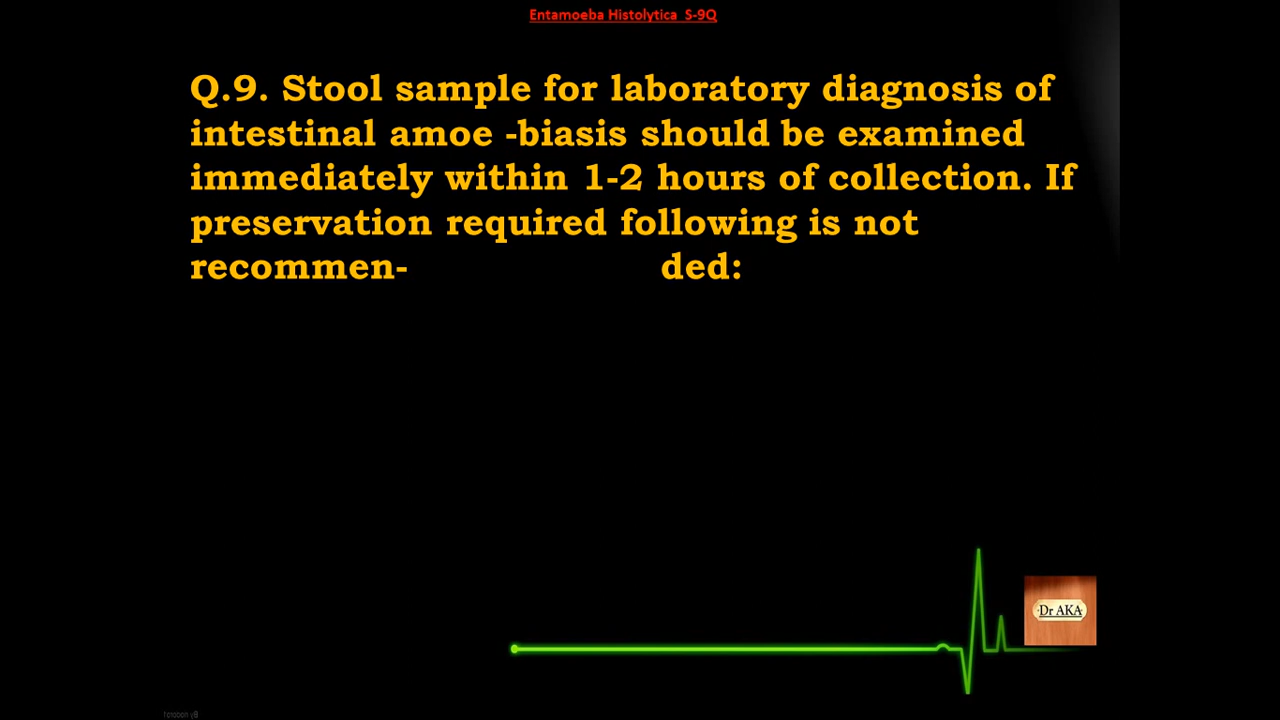 Entamoeba Histolytica S-9Q
Q.9. Stool sample for laboratory diagnosis of
intestinal amoe -biasis should be examined
immediately within 1-2 hours of collection. If
preservation required following is not
recommen- ded:
Dr AKA